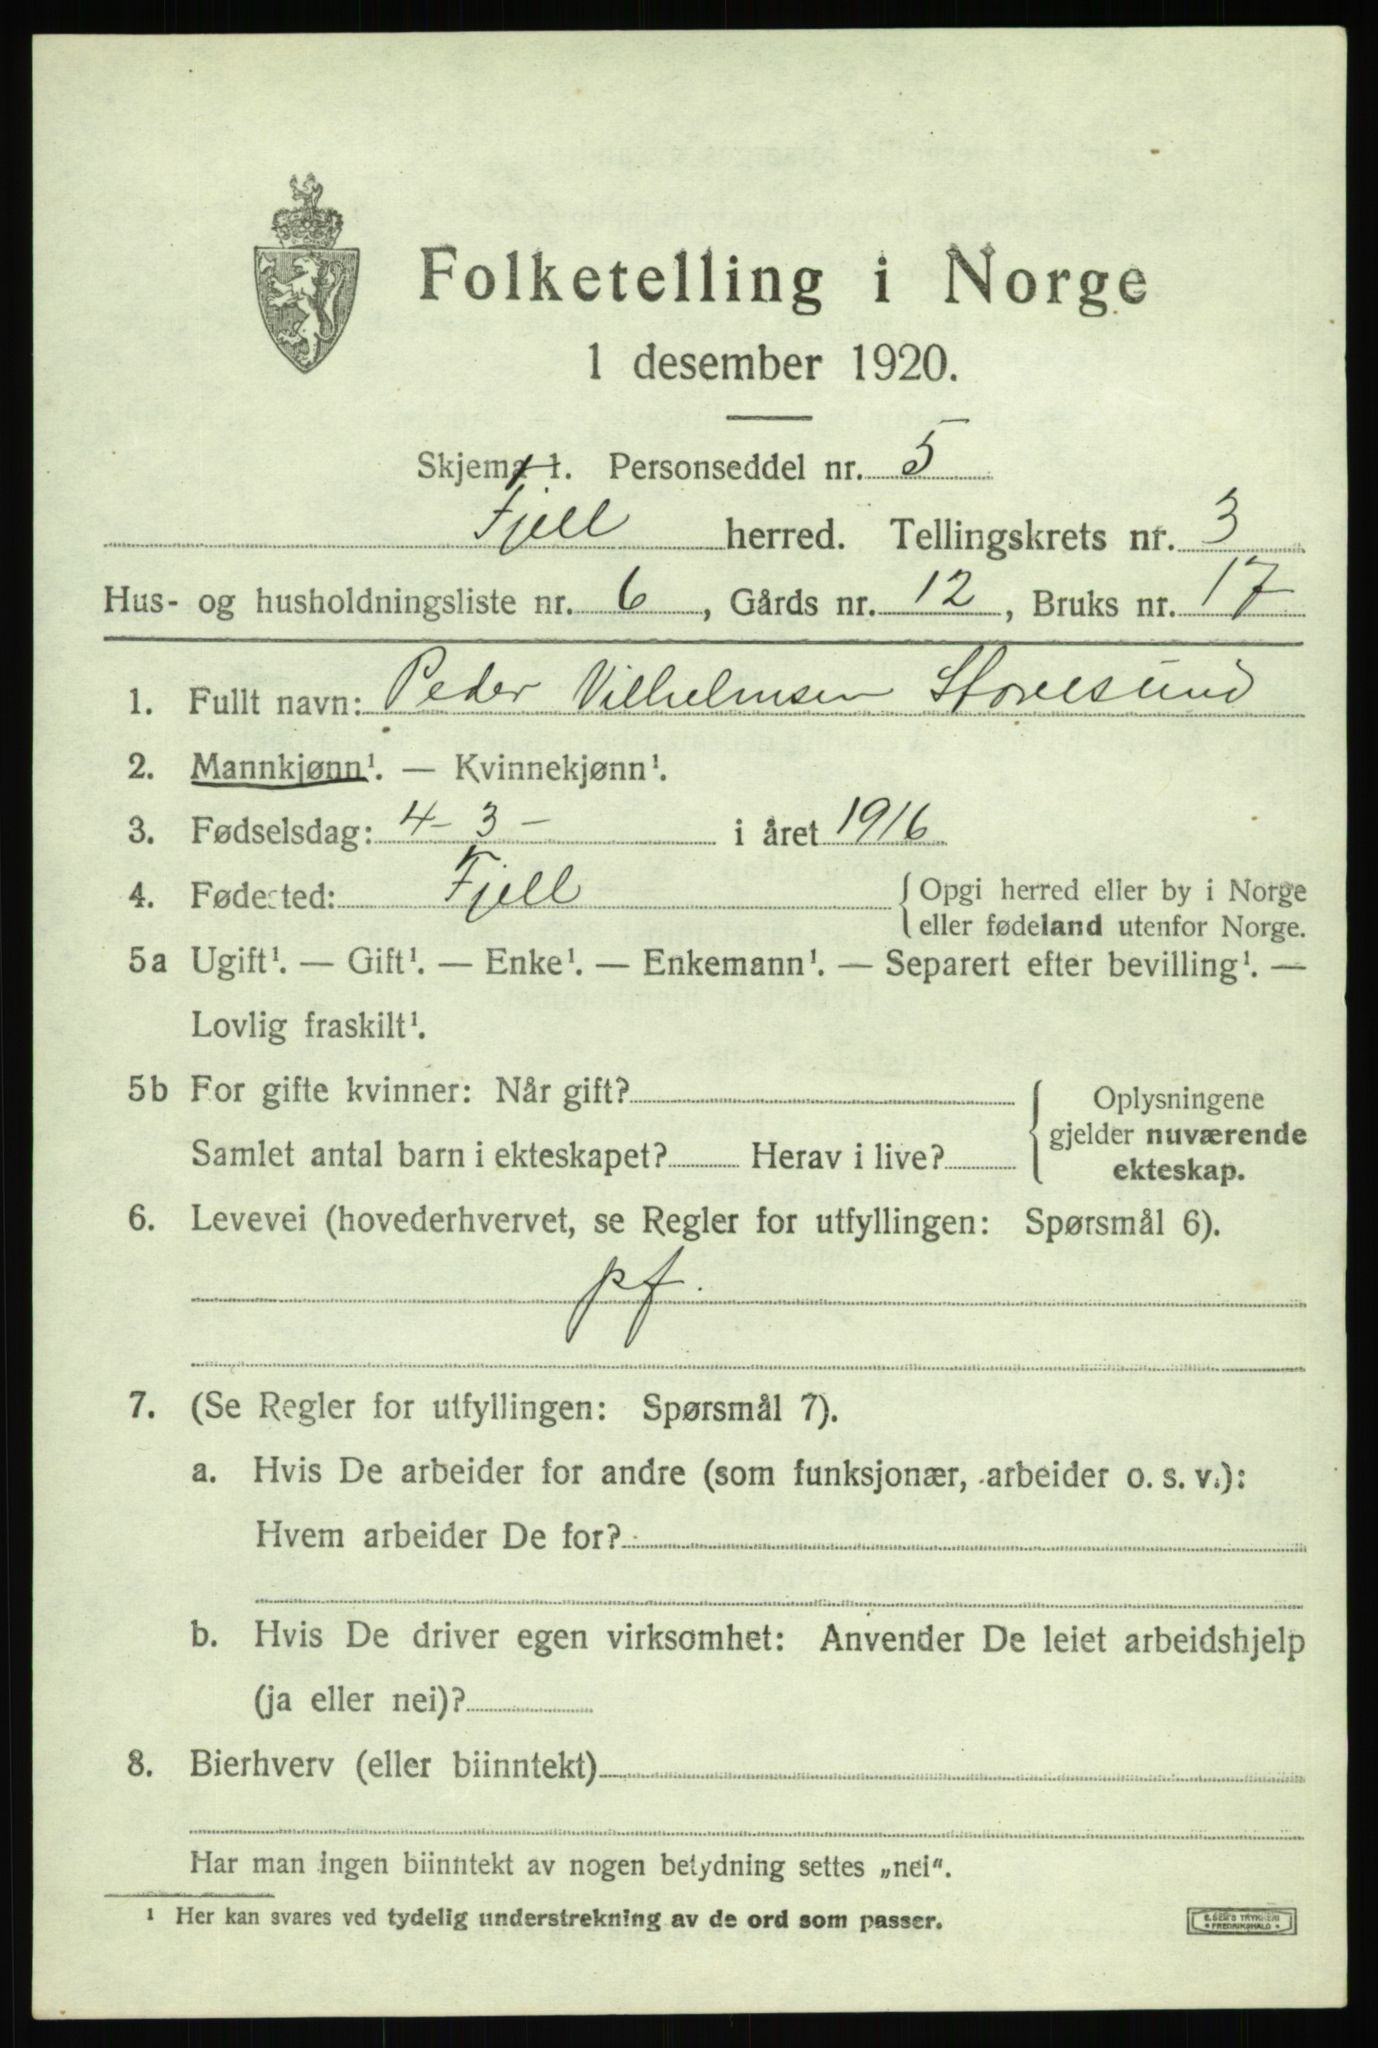 Folketelling i Norge
1 desember 1920.
Skjema 1. Personseddel nr. 5
Fjell herred. Tellingskrets nr. 3
Hus- og husholdningsliste nr. 6, Gårds nr. 12, Bruks nr. 17
1. Fullt navn: Peder Vilhelmsen Storesund
2. Mannkjønn¹. — Kvinnekjønn¹.
3. Fødselsdag: 4-3- i året 1916
4. Fødested: Fjell {Opgi herred eller by i Norge
eller fødeland utenfor Norge.
5a Ugift¹. — Gift¹. — Enke¹. — Enkemann¹. — Separert efter bevilling¹. —
Lovlig fraskilt¹.
5b For gifte kvinner: Når gift?
Samlet antal barn i ekteskapet? Herav i live?
Oplysningene
gjelder nuværende
ekteskap.
6. Levevei (hovederhvervet, se Regler for utfyllingen: Spørsmål 6).
pf.
7. (Se Regler for utfyllingen: Spørsmål 7).
a. Hvis De arbeider for andre (som funksjonær, arbeider o. s. v.):
Hvem arbeider De for?
b. Hvis De driver egen virksomhet: Anvender De leiet arbeidshjelp
(ja eller nei)?
8. Bierhverv (eller biinntekt)
Har man ingen biinntekt av nogen betydning settes „nei“.
¹ Her kan svares ved tydelig understrekning av de ord som passer.
E. SEM'S TRYKKERI
• FREDRIKSHALD •